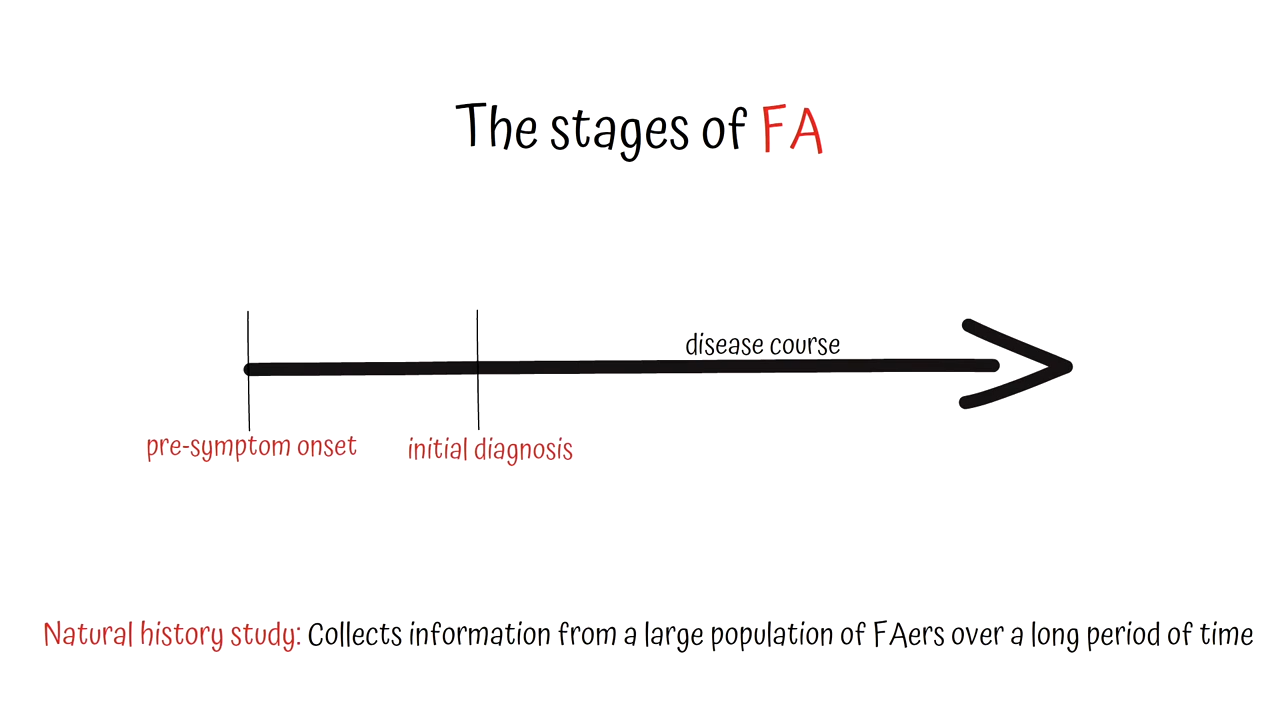 The stages of FA
disease course
pre-symptom onset
initial diagnosis
Natural history study: Collects information from a large population of FAers over a long period of time